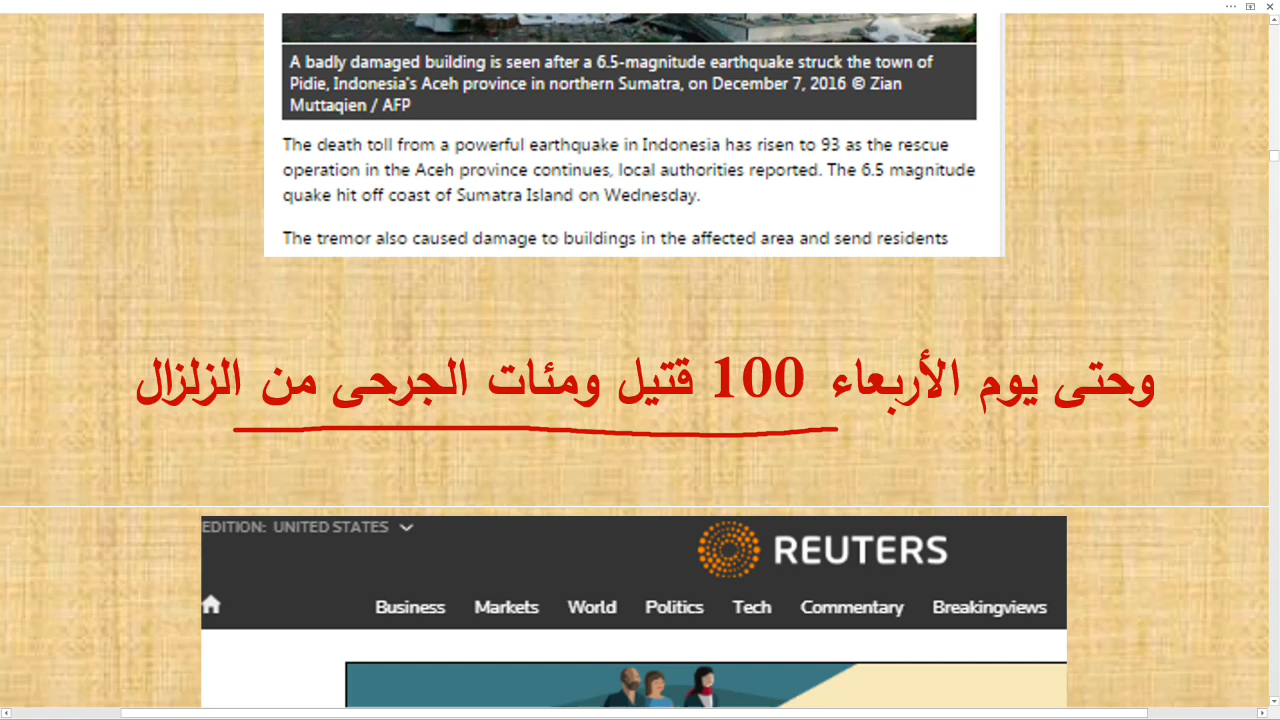 A badly damaged building is seen after a 6.5-magnitude earthquake struck the town of
Pidie, Indonesia's Aceh province in northern Sumatra, on December 7, 2016 © Zian
Muttaqien / AFP
The death toll from a powerful earthquake in Indonesia has risen to 93 as the rescue
operation in the Aceh province continues, local authorities reported. The 6.5 magnitude
quake hit off coast of Sumatra Island on Wednesday.
The tremor also caused damage to buildings in the affected area and send residents
وحتى يوم الأربعاء 100 قتيل ومئات الجرحى من الزلزال
EDITION: UNITED STATES
REUTERS
Business Markets World Politics Tech Commentary Breakingviews